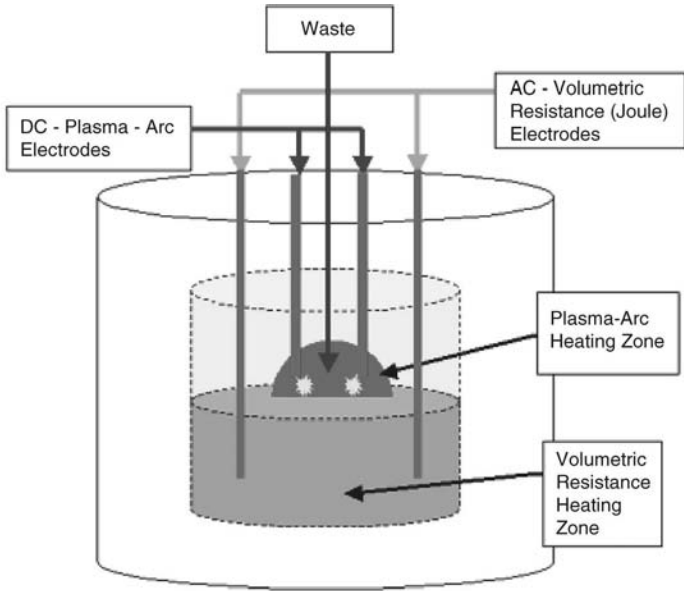 Waste
AC - Volumetric
Resistance (Joule)
Electrodes
DC - Plasma - Arc
Electrodes
Plasma-Arc
Heating Zone
Volumetric
Resistance
Heating
Zone